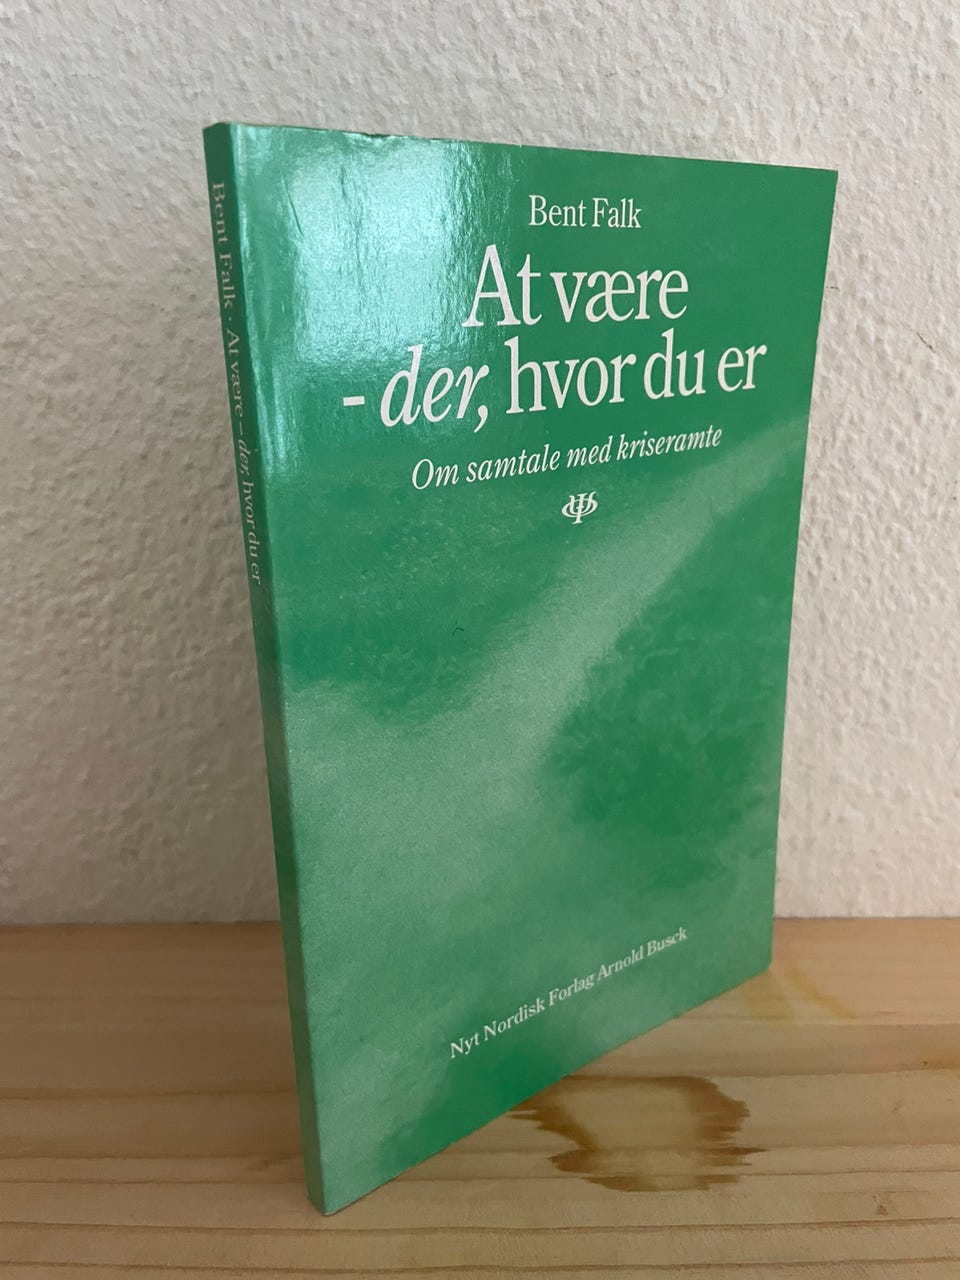 Bent Falk
At være
- der, hvor du er
Om samtale med kriseramte
Nyt Nordisk Forlag Arnold Busck
Bent Falk · At være – der, hvor du er